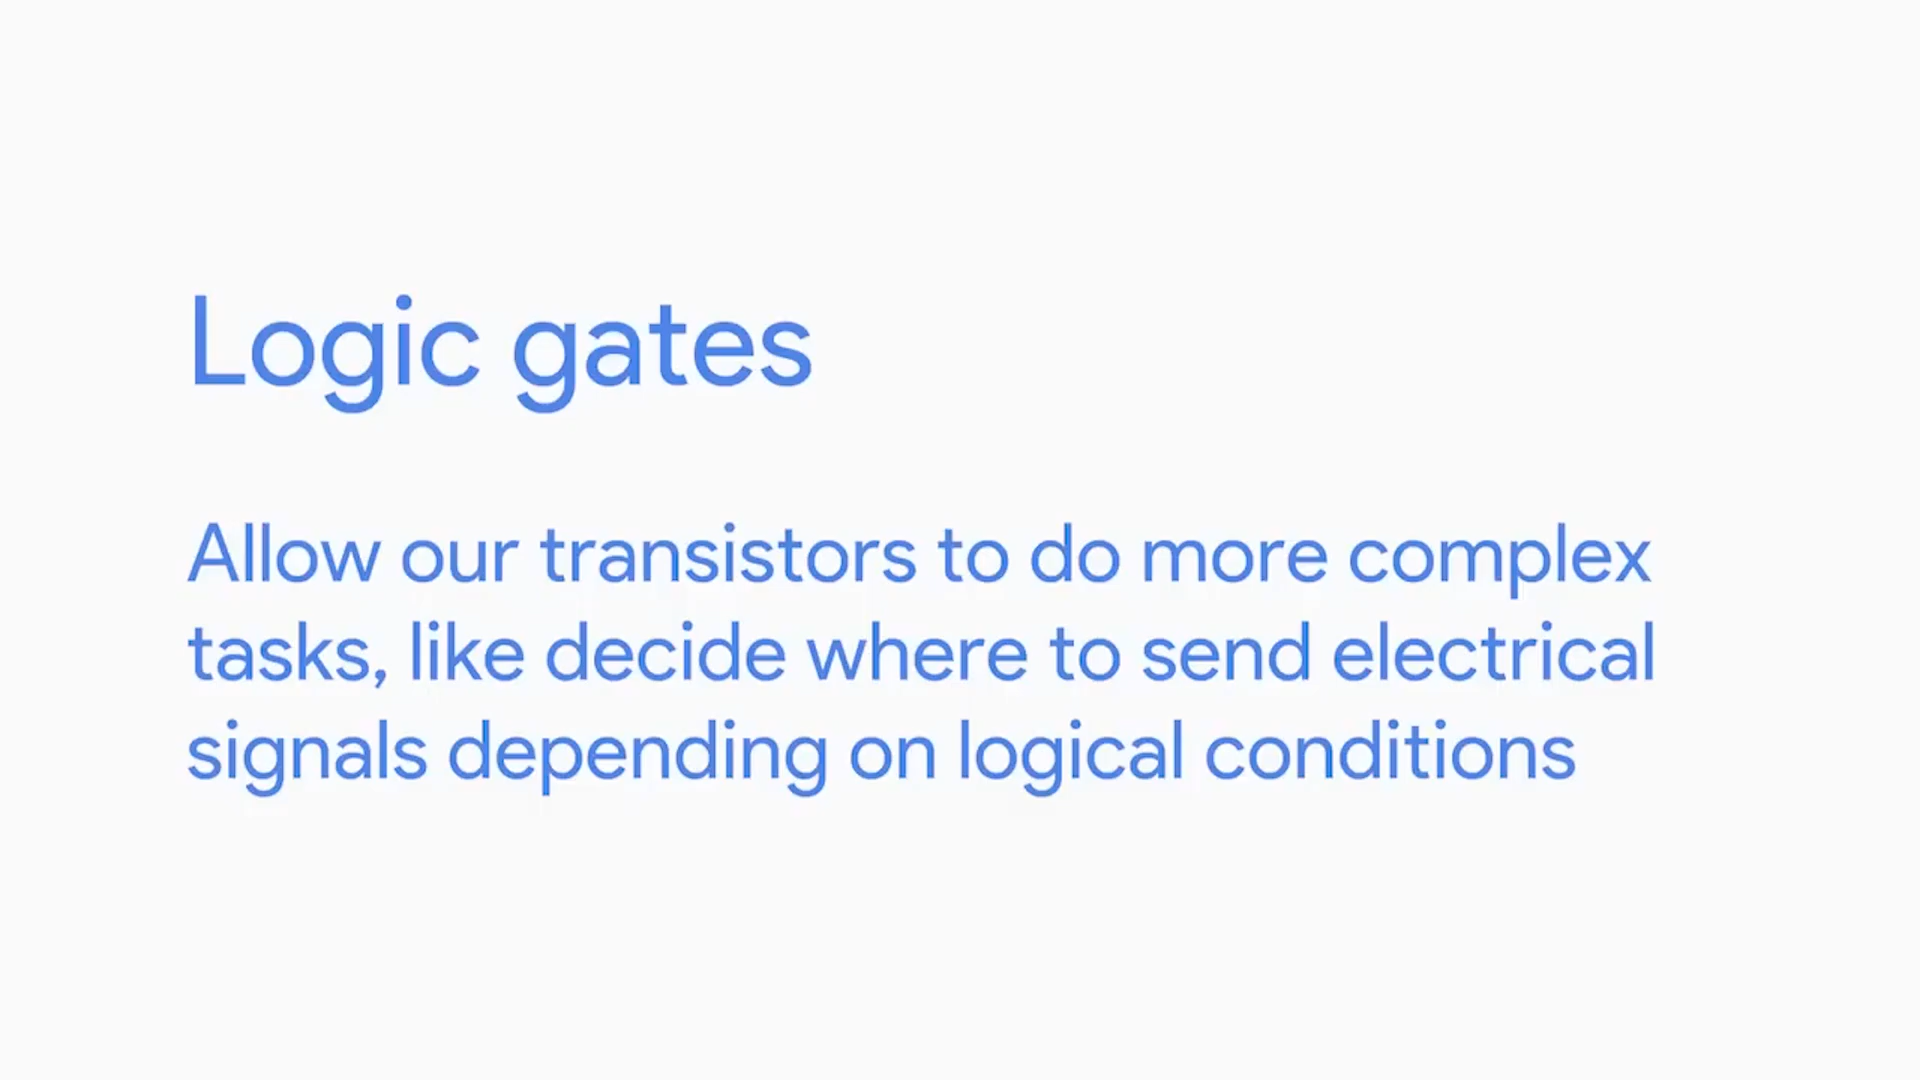 Logic gates
Allow our transistors to do more complex
tasks, like decide where to send electrical
signals depending on logical conditions